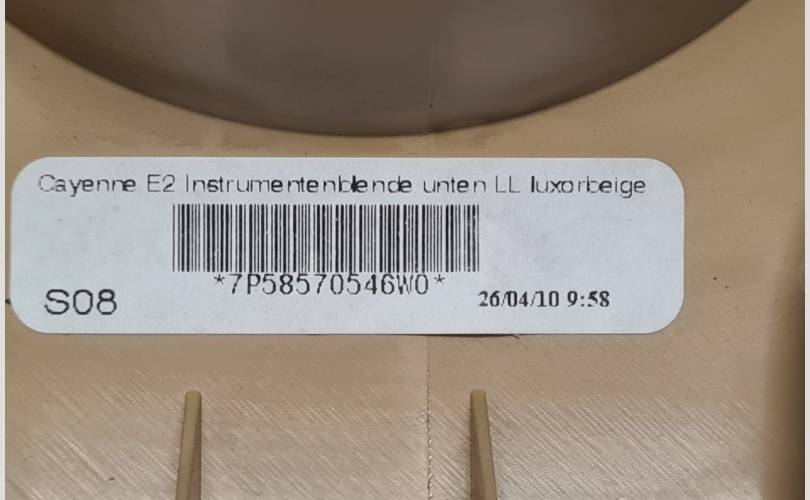 Cayenne E2 Instrumentenblende unten LL luxorbeige
*7P58570546W0*
S08
26/04/10 9:58